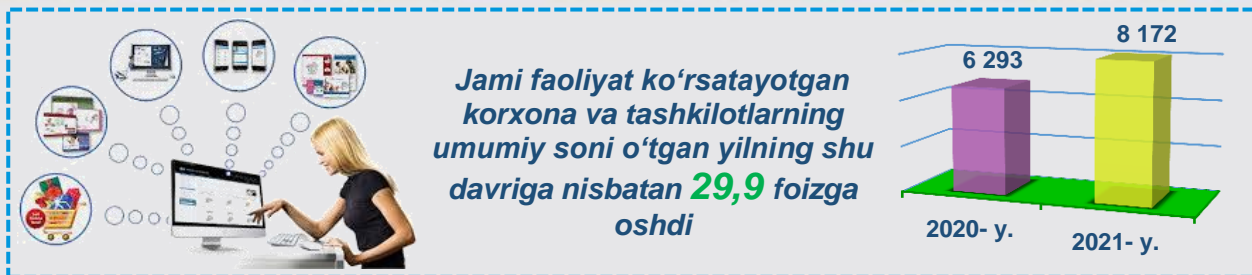 Jami faoliyat ko‘rsatayotgan
korxona va tashkilotlarning
umumiy soni o‘tgan yilning shu
davriga nisbatan 29,9 foizga
oshdi
8 172
6 293
2020- y.
2021- y.